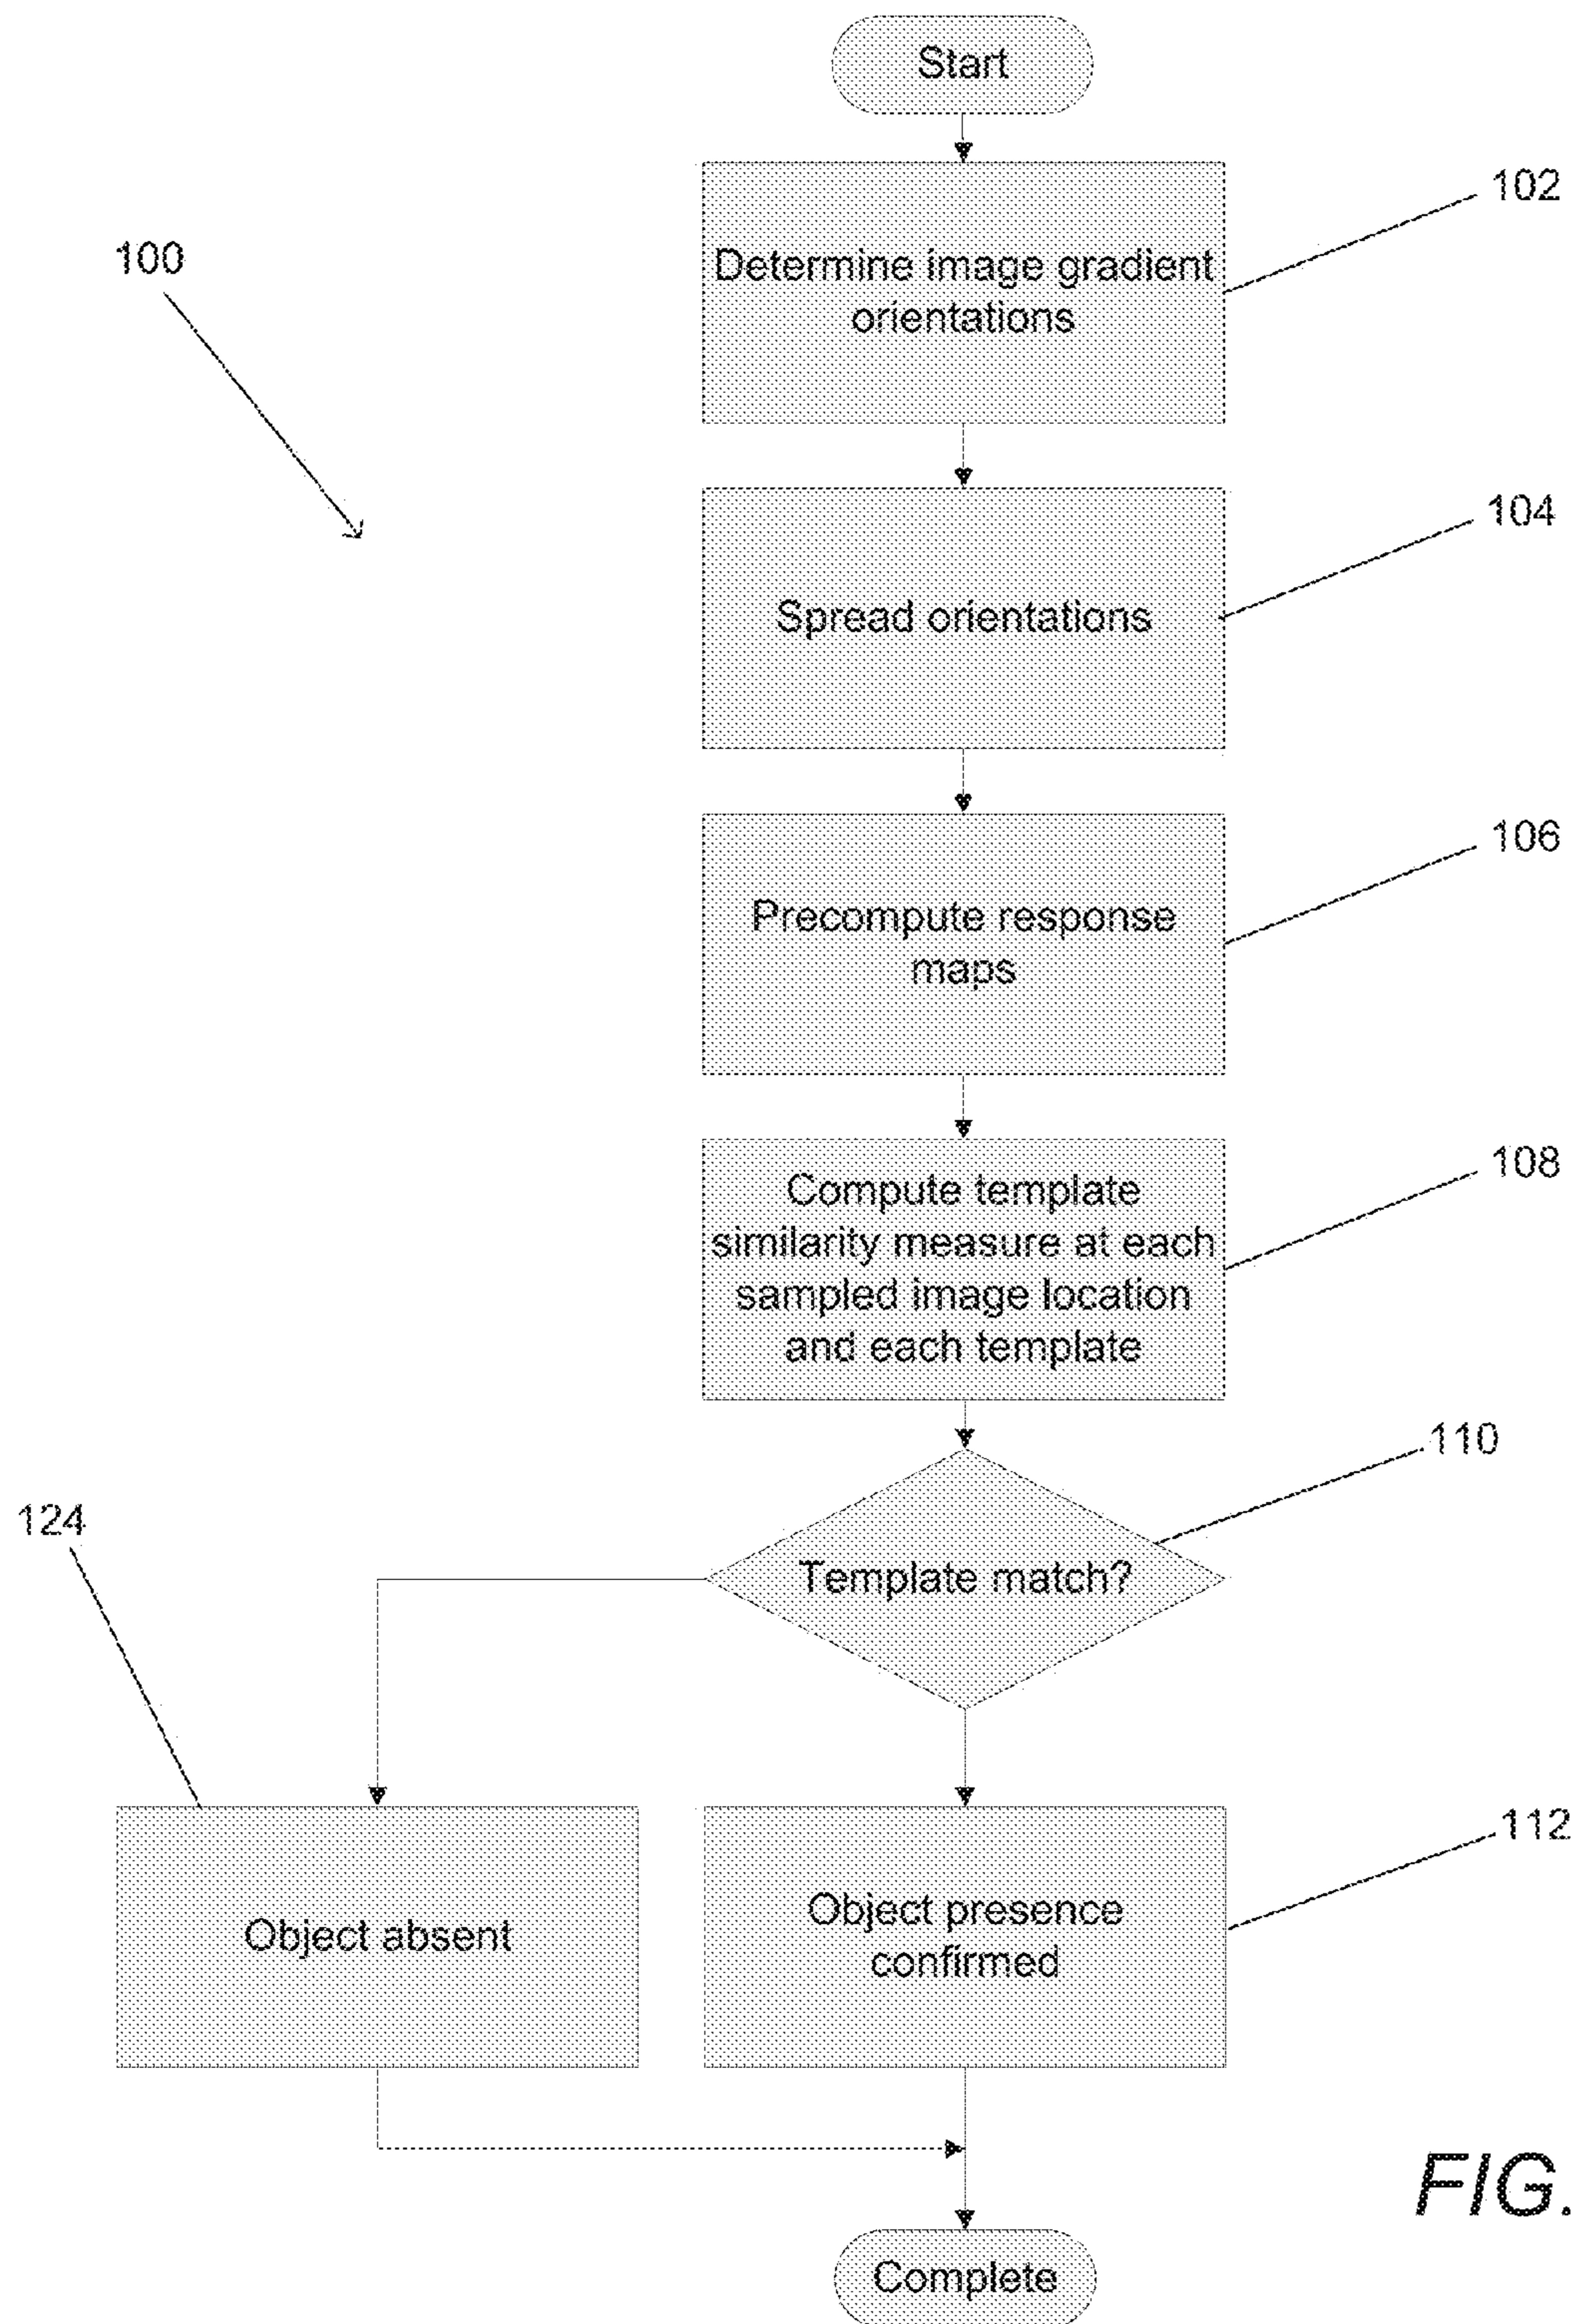 Start
102
100
Determine image gradient
orientations
104
Spread orientations
106
Precompute response
maps
108
Compute template
similarity measure at each
sampled image location
and each template
110
124
Template match?
112
Object absent
Object presence
confirmed
FIG.
Complete